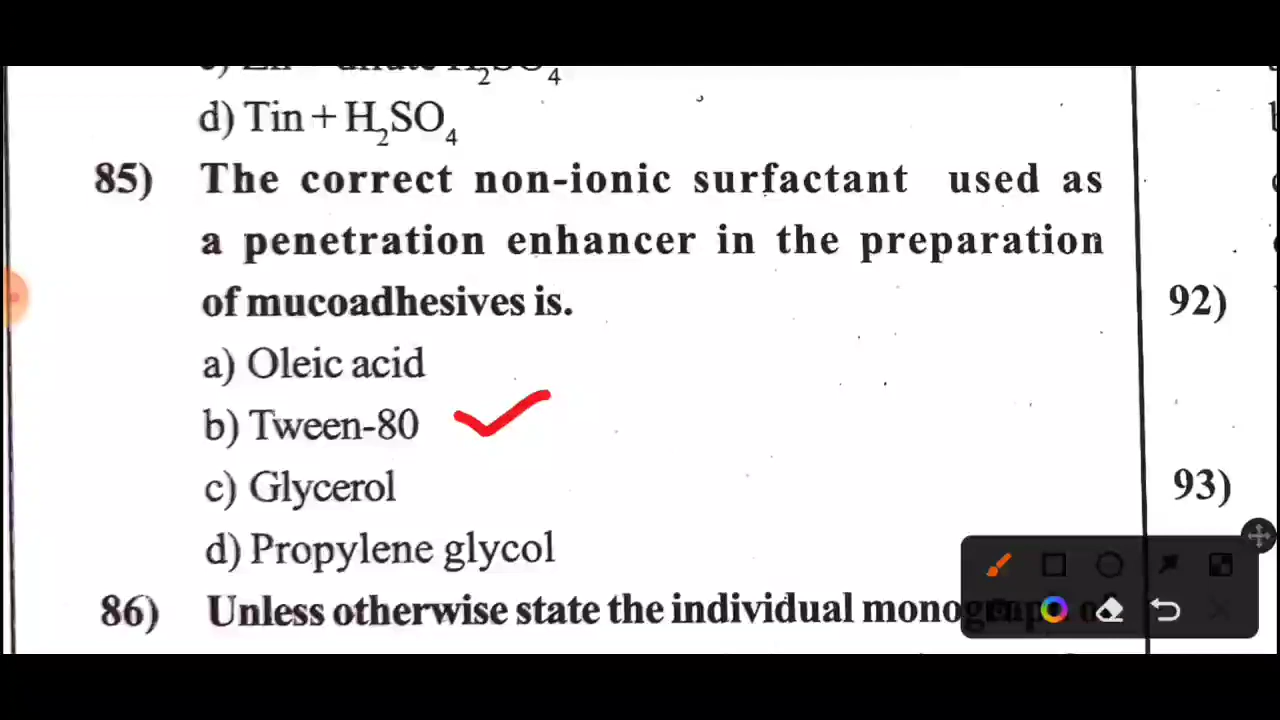 d) Tin + H₂SO₄
85) The correct non-ionic surfactant used as
a penetration enhancer in the preparation
of mucoadhesives is.
a) Oleic acid
b) Tween-80
c) Glycerol
d) Propylene glycol
86) Unless otherwise state the individual
92)
93)